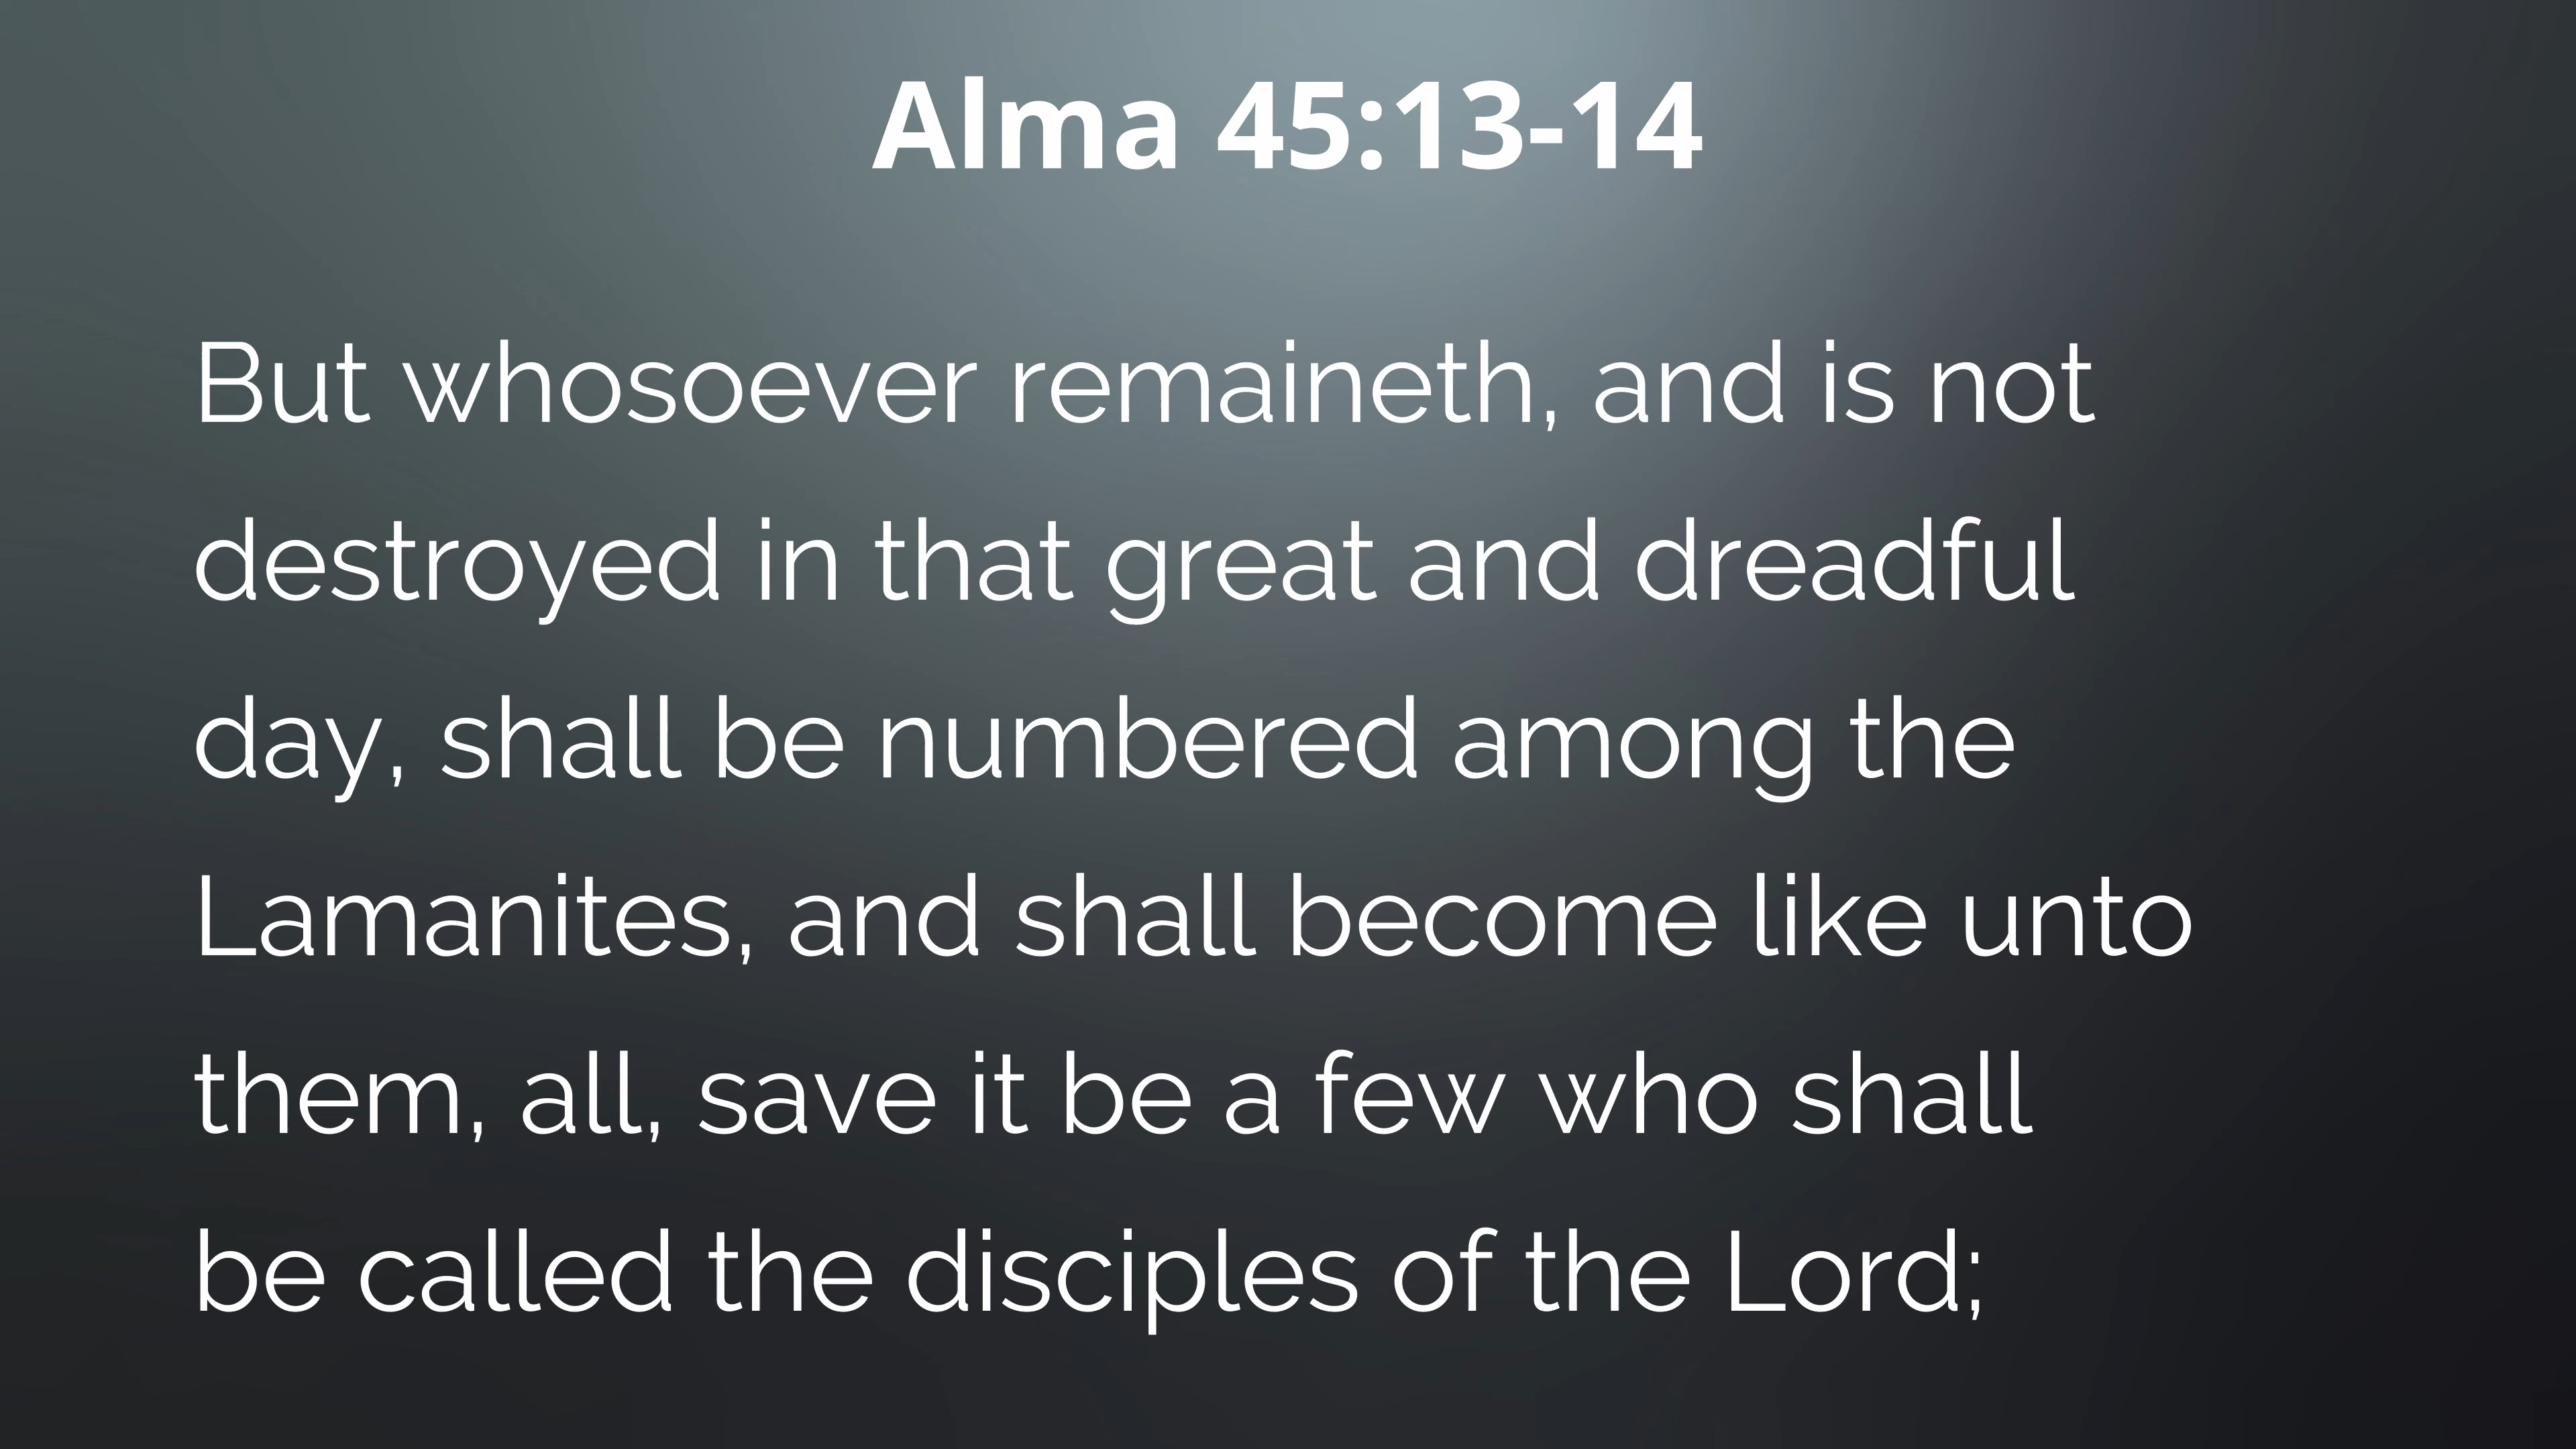 Alma 45:13-14
But whosoever remaineth, and is not
destroyed in that great and dreadful
day, shall be numbered among the
Lamanites, and shall become like unto
them, all, save it be a few who shall
be called the disciples of the Lord;